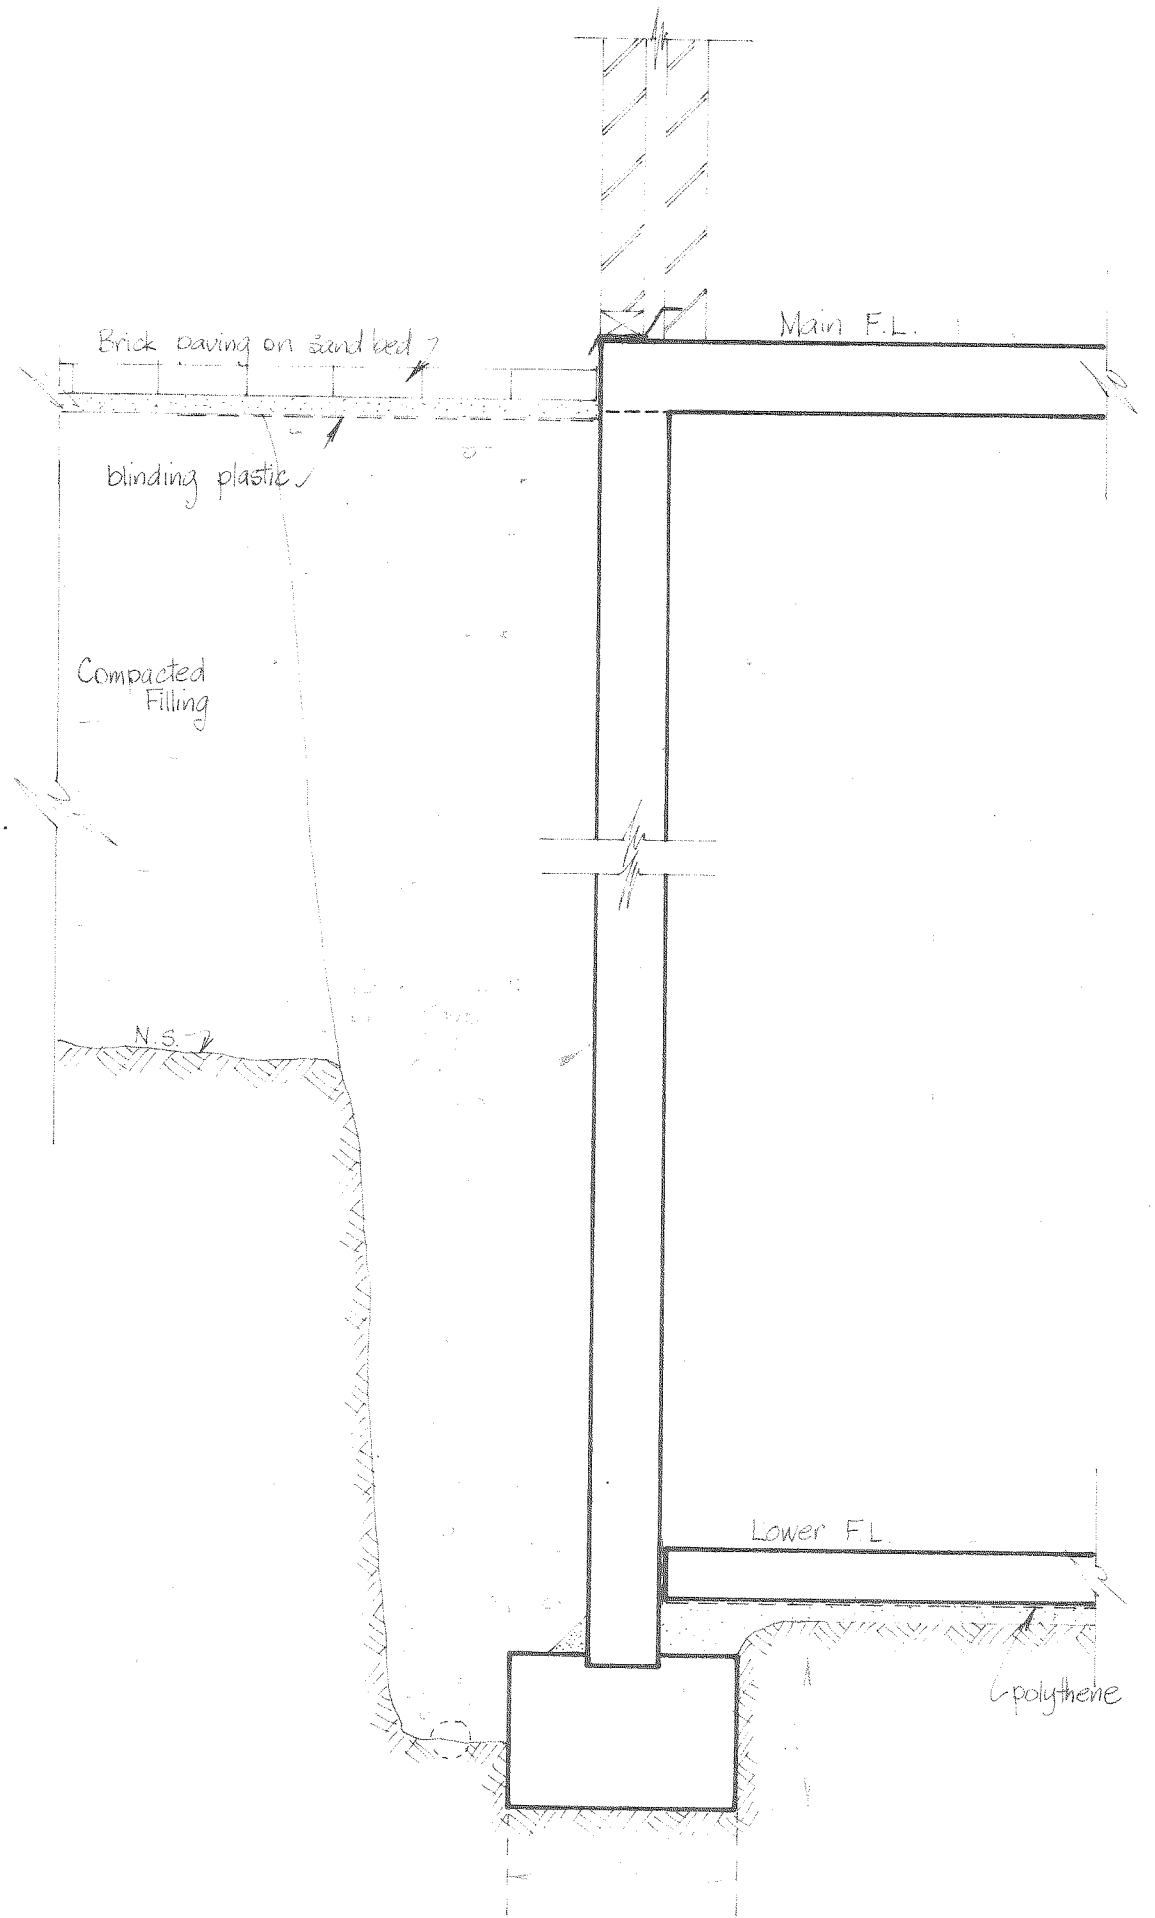 Main F.L.
Brick paving on sand bed
blinding plastic
Compacted
Filling
N.S.
Lower F.L.
polythene